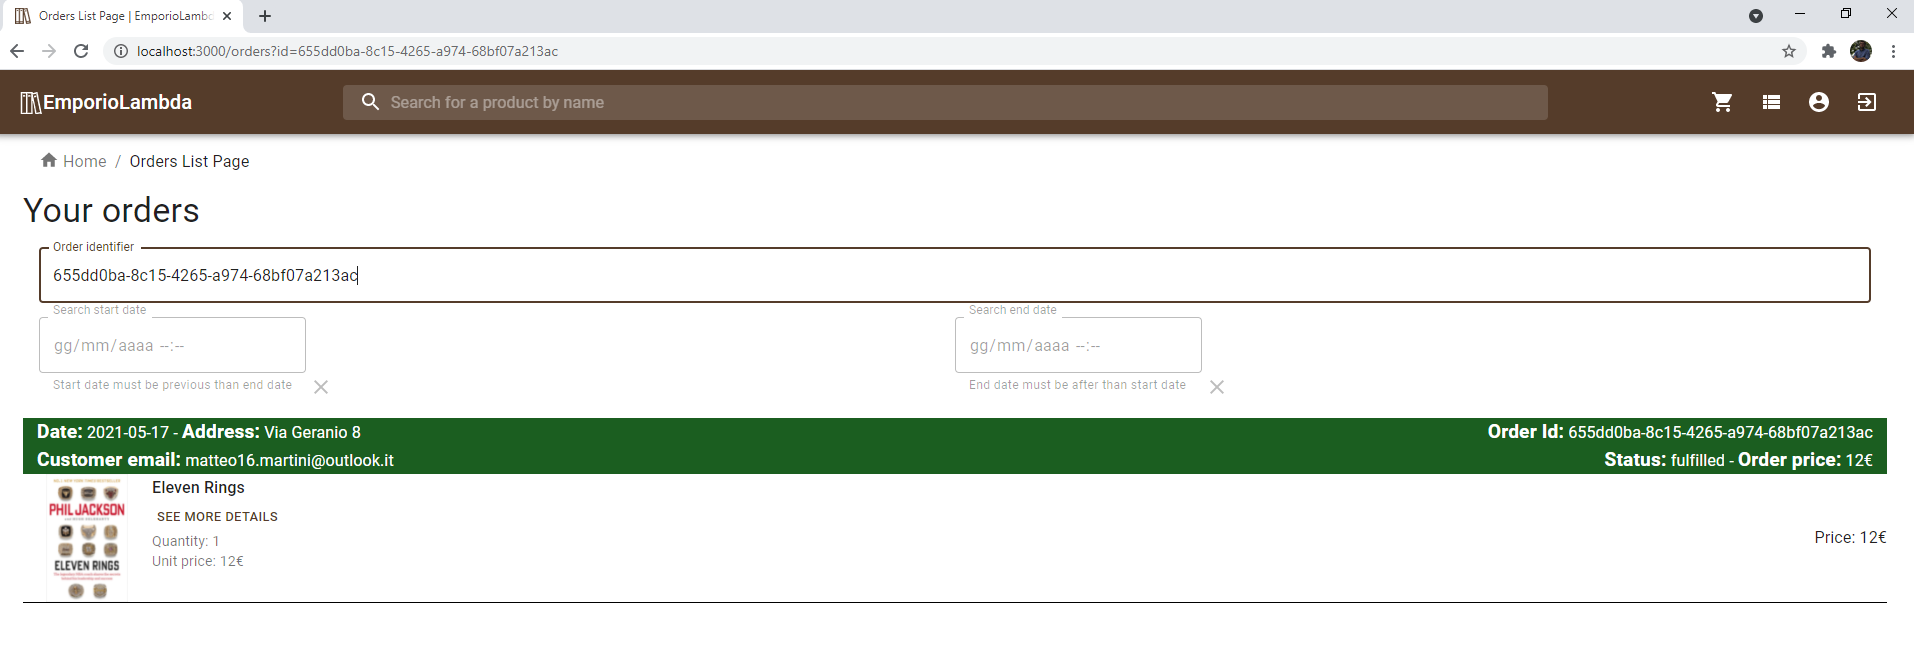 Orders List Page | EmporioLambd
localhost:3000/orders?id=655dd0ba-8c15-4265-a974-68bf07a213ac
EmporioLambda
Search for a product by name
Home / Orders List Page
Your orders
Order identifier
655dd0ba-8c15-4265-a974-68bf07a213ac
Search start date
Search end date
gg/mm/aaaa --:--
gg/mm/aaaa --:--
Start date must be previous than end date
End date must be after than start date
Date: 2021-05-17 - Address: Via Geranio 8
Order Id: 655dd0ba-8c15-4265-a974-68bf07a213ac
Customer email: matteo16.martini@outlook.it
Status: fulfilled - Order price: 12€
PHIL JACKSON
ELEVEN RINGS
Eleven Rings
SEE MORE DETAILS
Quantity: 1
Unit price: 12€
Price: 12€